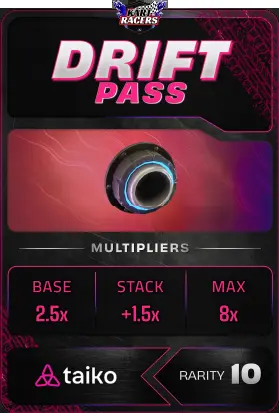 RACERS
DRIFT
PASS
MULTIPLIERS
BASE STACK MAX
2.5x +1.5x 8x
taiko RARITY 10